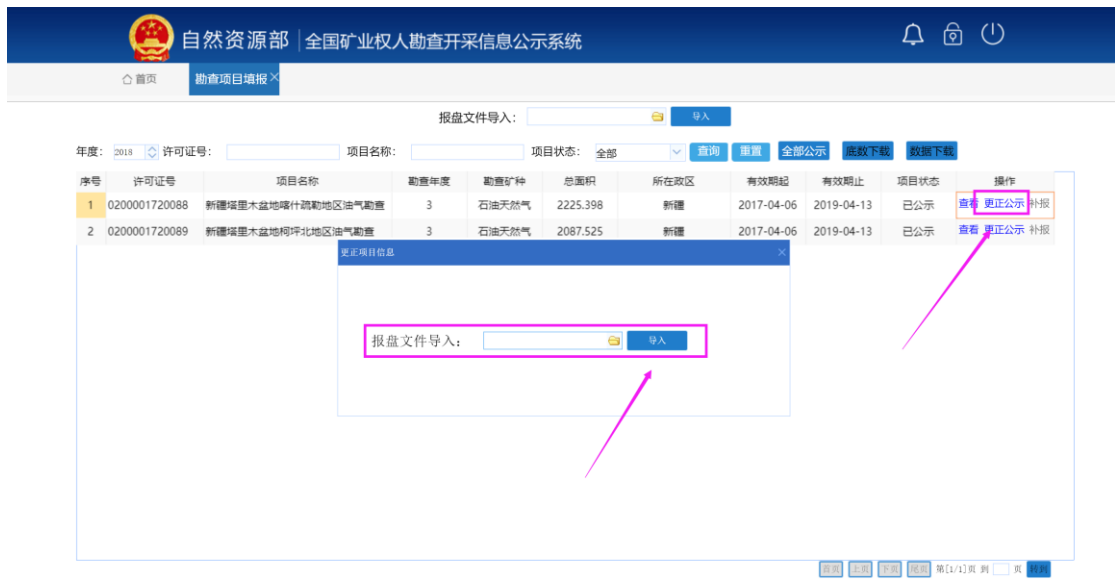 自然资源部 全国矿业权人勘查开采信息公示系统
首页 勘查项目填报
报盘文件导入: 导入
年度: 2018 许可证号: 项目名称: 项目状态: 全部 查询 重置 全部公示 底数下载 数据下载
序号 许可证号 项目名称 勘查年度 勘查矿种 总面积 所在政区 有效期起 有效期止 项目状态 操作
1 0200001720088 新疆塔里木盆地喀什疏勒地区油气勘查 3 石油天然气 2225.398 新疆 2017-04-06 2019-04-13 已公示 查看 更正公示 补报
2 0200001720089 新疆塔里木盆地柯坪北地区油气勘查 3 石油天然气 2087.525 新疆 2017-04-06 2019-04-13 已公示 查看 更正公示 补报
更正项目信息
报盘文件导入: 导入
首页 上页 下页 尾页 第[1/1]页 到 页 转到